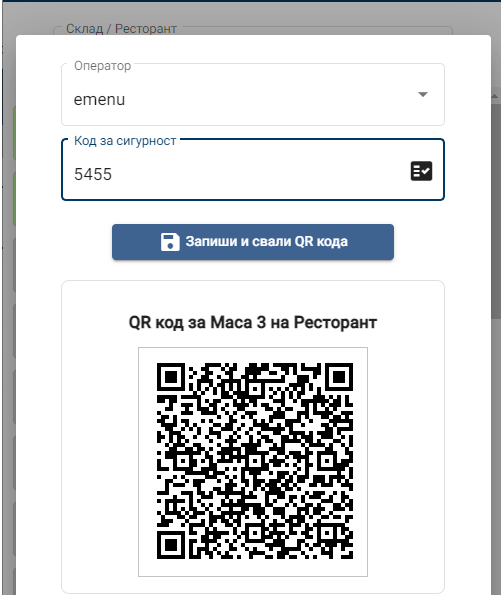 Склад / Ресторант
Оператор
emenu
Код за сигурност
5455
Запиши и свали QR кода
QR код за Маса 3 на Ресторант